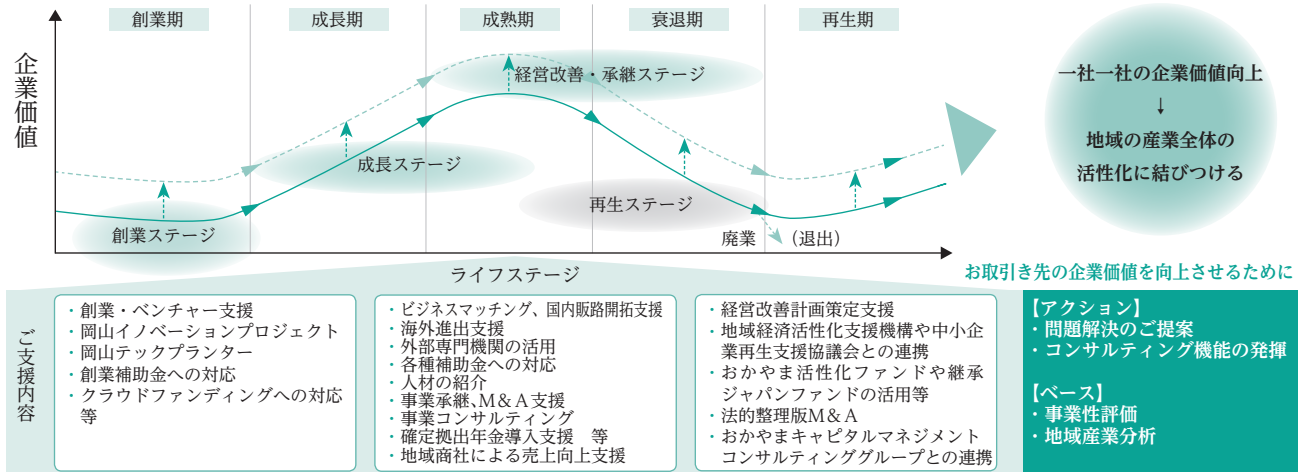 創業期
成長期
成熟期
衰退期
再生期
企業価値
経営改善・承継ステージ
成長ステージ
再生ステージ
創業ステージ
廃業 (退出)
ライフステージ
一社一社の企業価値向上
↓
地域の産業全体の
活性化に結びつける
お取引き先の企業価値を向上させるために
ご支援内容
・創業・ベンチャー支援
・岡山イノベーションプロジェクト
・岡山テックプランター
・創業補助金への対応
・クラウドファンディングへの対応
等
・ビジネスマッチング、国内販路開拓支援
・海外進出支援
・外部専門機関の活用
・各種補助金への対応
・人材の紹介
・事業承継、M&A支援
・事業コンサルティング
・確定拠出年金導入支援 等
・地域商社による売上向上支援
・経営改善計画策定支援
・地域経済活性化支援機構や中小企
業再生支援協議会との連携
・おかやま活性化ファンドや継承
ジャパンファンドの活用等
・法的整理版M&A
・おかやまキャピタルマネジメント
コンサルティンググループとの連携
【アクション】
・問題解決のご提案
・コンサルティング機能の発揮
【ベース】
・事業性評価
・地域産業分析